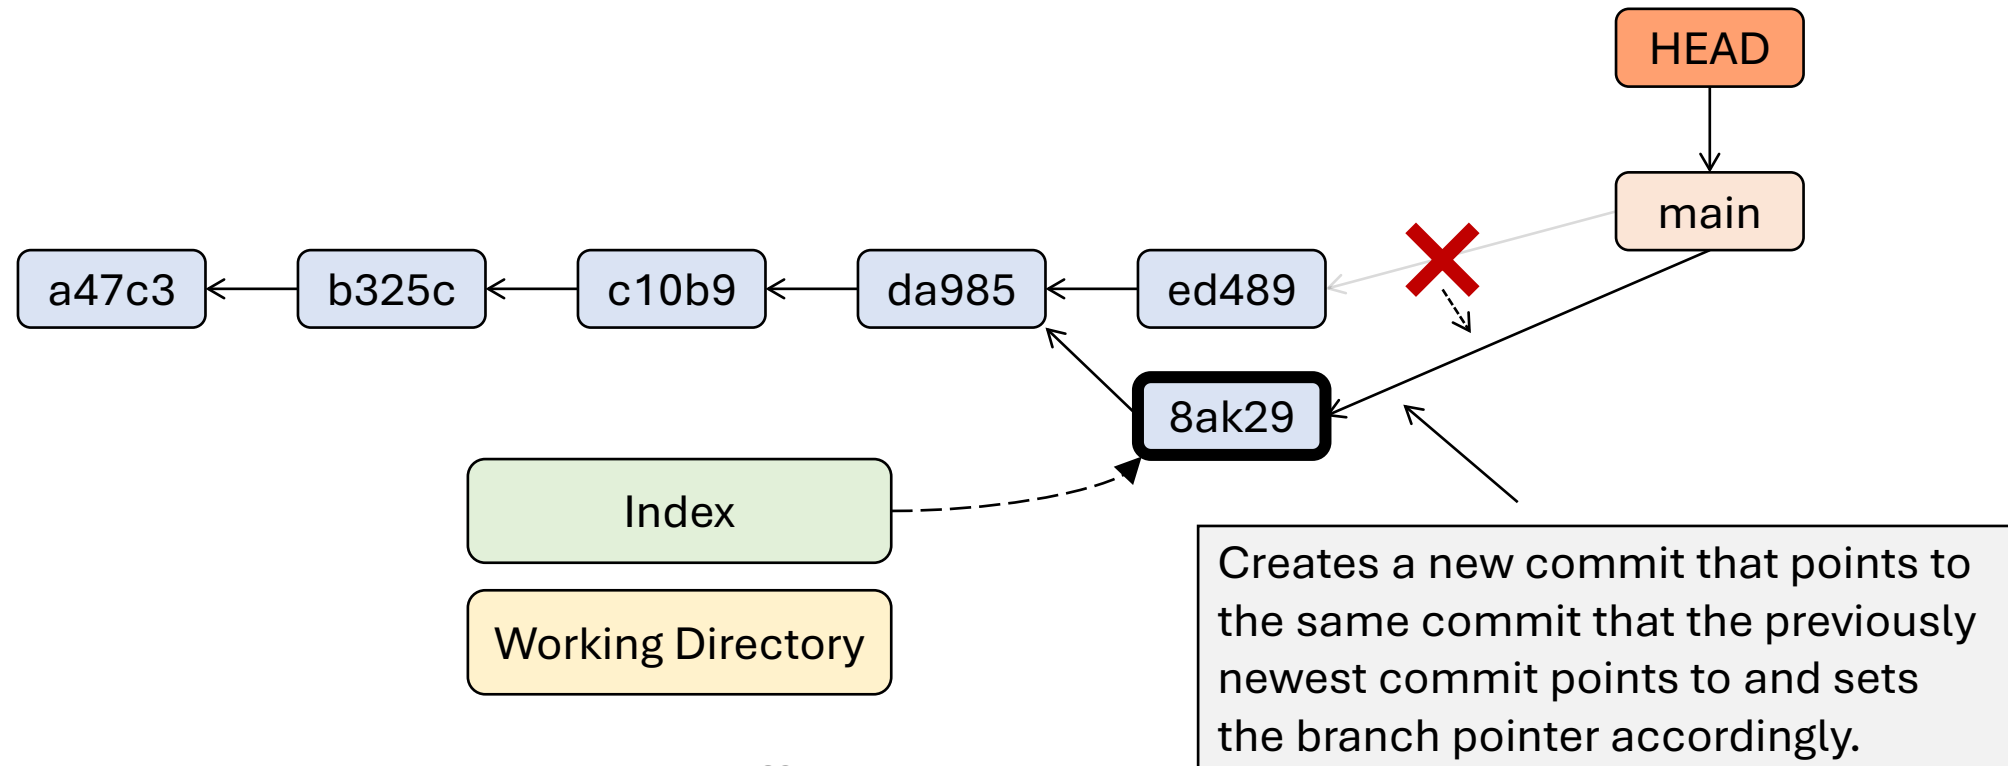 HEAD
main
a47c3
b325c
c10b9
da985
ed489
8ak29
Index
Working Directory
Creates a new commit that points to
the same commit that the previously
newest commit points to and sets
the branch pointer accordingly.